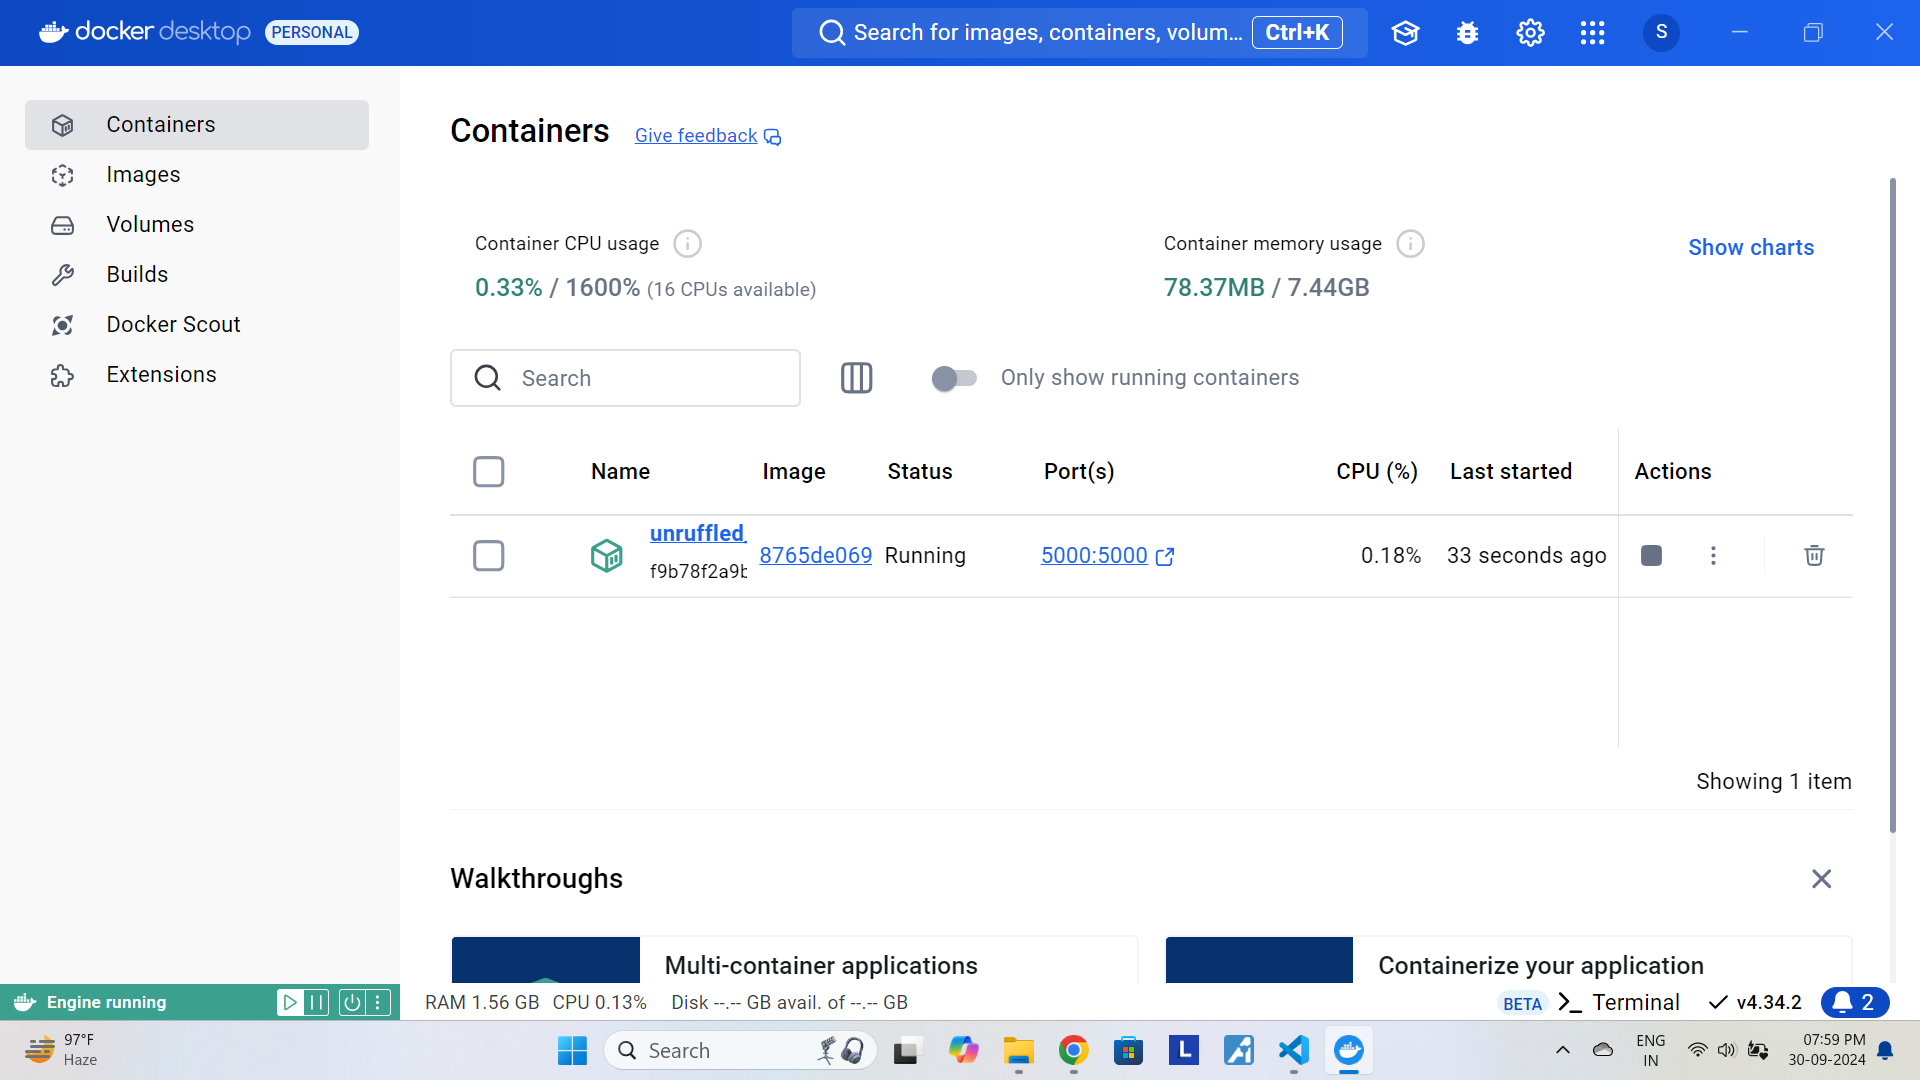 docker desktop PERSONAL
Search for images, containers, volum... Ctrl+K
S
Containers
Images
Volumes
Builds
Docker Scout
Extensions
Containers Give feedback
Container CPU usage
0.33% / 1600% (16 CPUs available)
Container memory usage
78.37MB / 7.44GB
Show charts
Search
Only show running containers
Name Image Status Port(s) CPU (%) Last started Actions
unruffled_
f9b78f2a9b
8765de069 Running 5000:5000 0.18% 33 seconds ago
Showing 1 item
Walkthroughs
Multi-container applications
Containerize your application
Engine running
RAM 1.56 GB CPU 0.13% Disk --.-- GB avail. of --.-- GB
BETA >_ Terminal v4.34.2 2
97°F
Haze
Search
L
ENG
IN
07:59 PM
30-09-2024